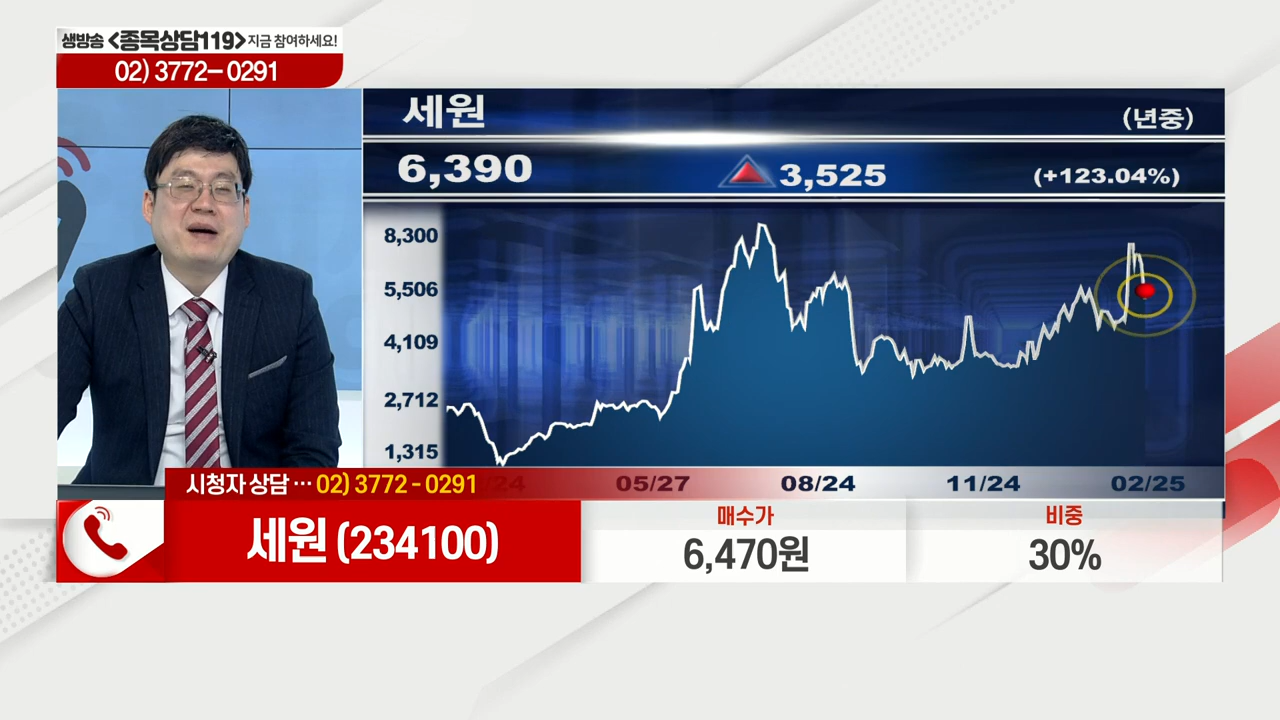 생방송 <종목상담119> 지금 참여하세요!
02) 3772-0291
세원
(년중)
6,390
3,525
(+123.04%)
8,300
5,506
4,109
2,712
1,315
/24
05/27
08/24
11/24
02/25
시청자 상담 ··· 02) 3772 - 0291
세원 (234100)
매수가
6,470원
비중
30%